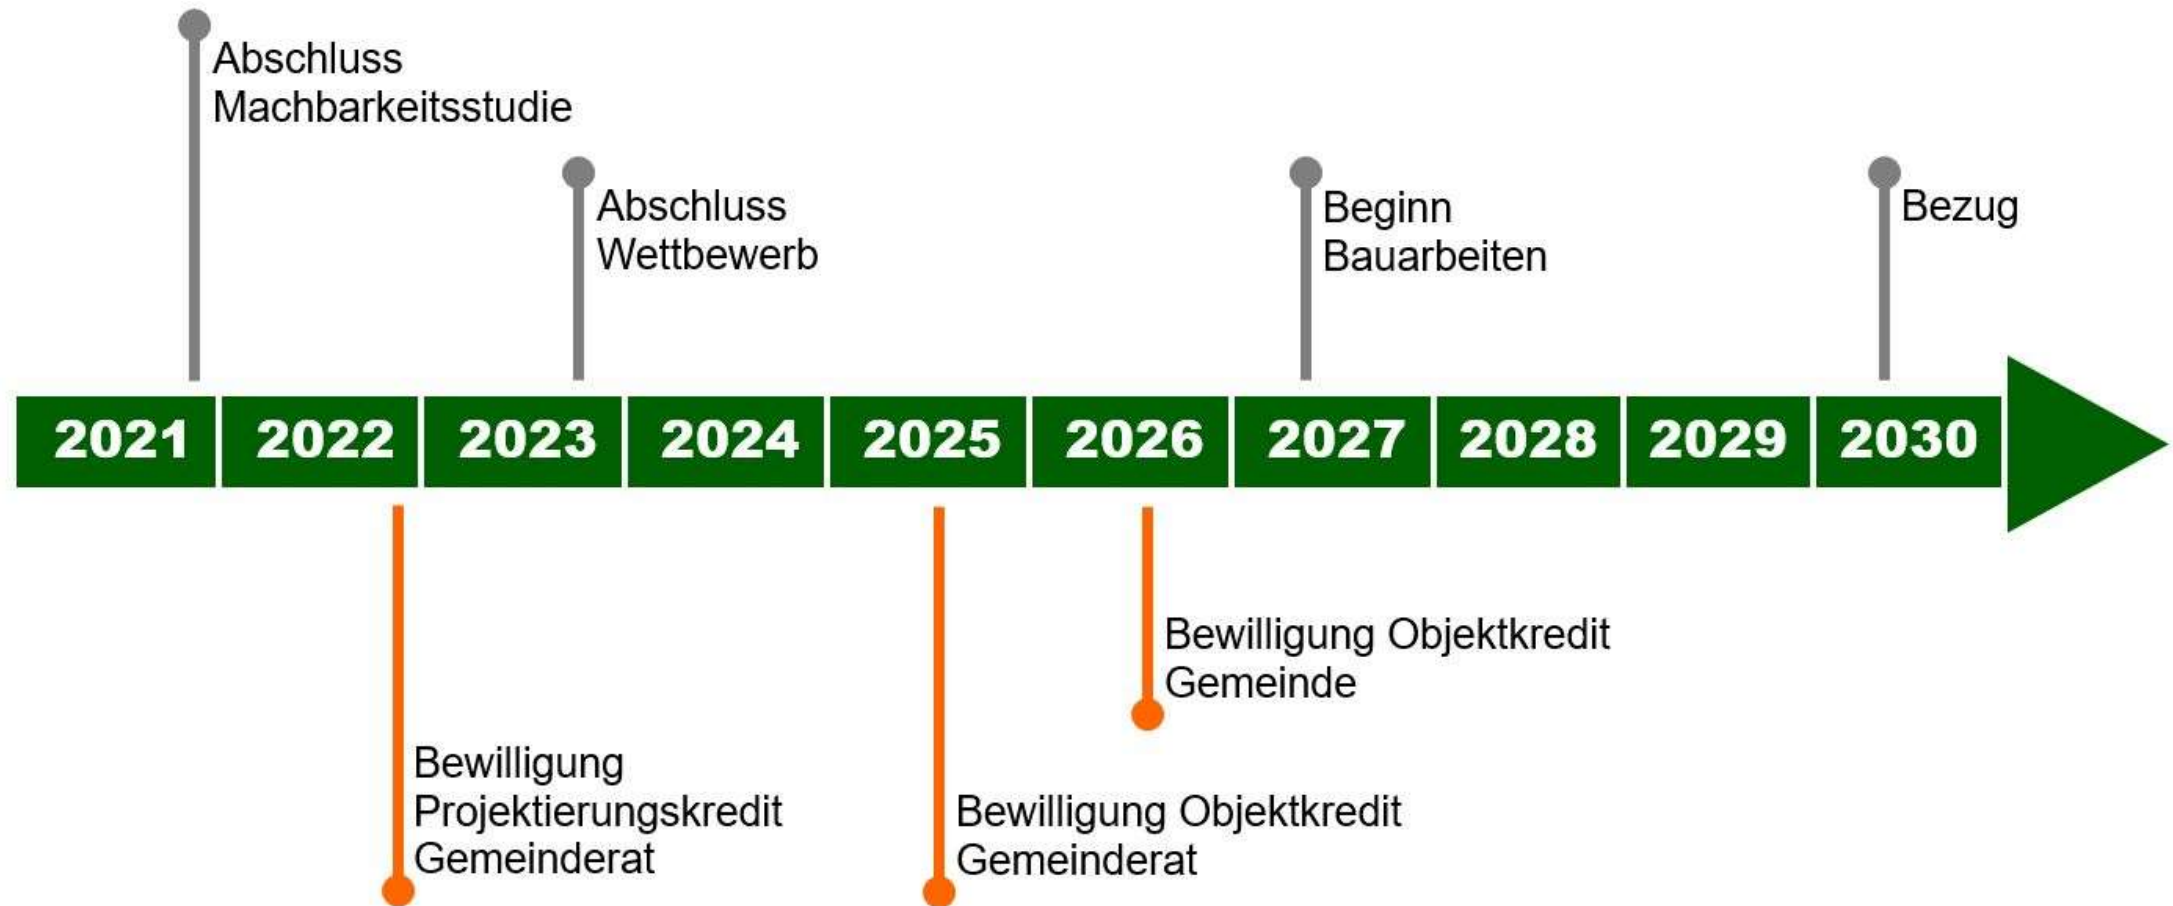 Abschluss
Machbarkeitsstudie
Abschluss
Wettbewerb
Beginn
Bauarbeiten
Bezug
2021 2022 2023 2024 2025 2026 2027 2028 2029 2030
Bewilligung Objektkredit
Gemeinde
Bewilligung
Projektierungskredit
Gemeinderat
Bewilligung Objektkredit
Gemeinderat